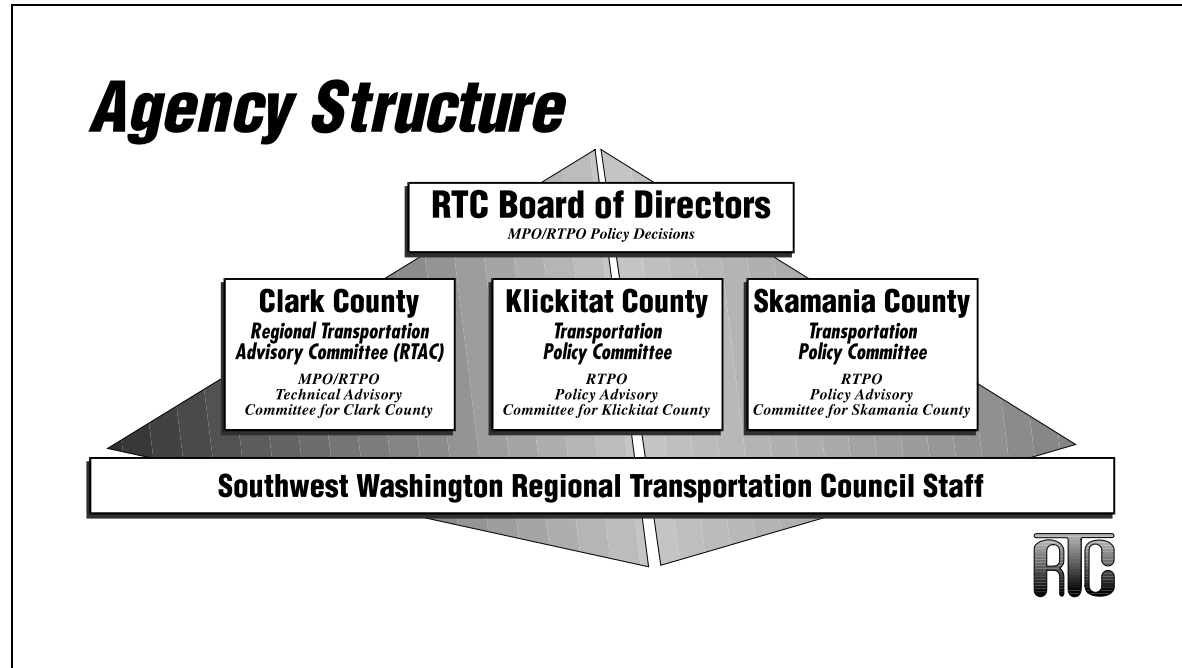 Agency Structure
RTC Board of Directors
MPO/RTPO Policy Decisions
Clark County
Regional Transportation
Advisory Committee (RTAC)
MPO/RTPO
Technical Advisory
Committee for Clark County
Klickitat County
Transportation
Policy Committee
RTPO
Policy Advisory
Committee for Klickitat County
Skamania County
Transportation
Policy Committee
RTPO
Policy Advisory
Committee for Skamania County
Southwest Washington Regional Transportation Council Staff
RTC